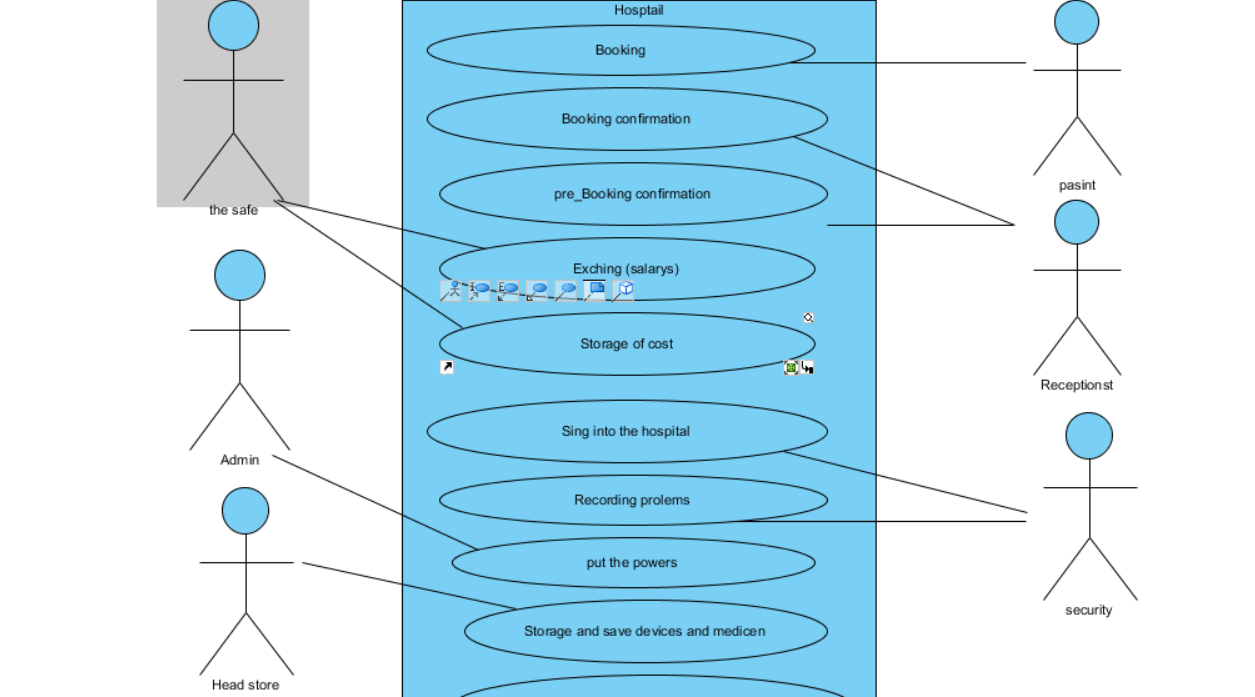 Hosptail
Booking
Booking confirmation
pre_Booking confirmation
Exching (salarys)
Storage of cost
Sing into the hospital
Recording prolems
put the powers
Storage and save devices and medicen
the safe
Admin
Head store
pasint
Receptionst
security